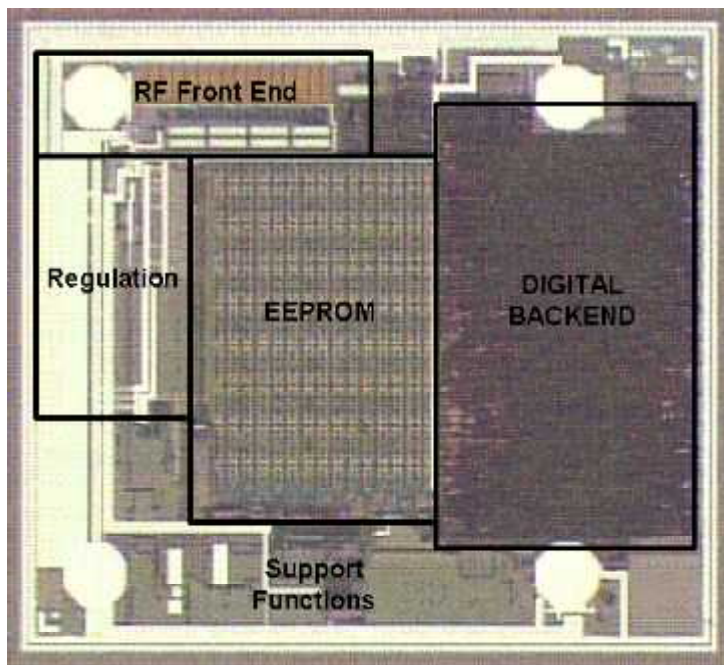 RF Front End
Regulation
EEPROM
DIGITAL
BACKEND
Support
Functions